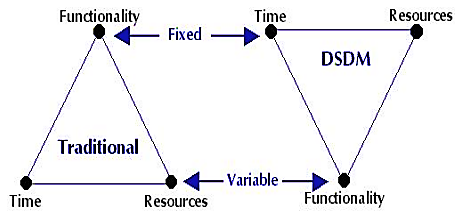 Functionality
Fixed
Time
Resources
DSDM
Traditional
Time
Resources
Variable
Functionality